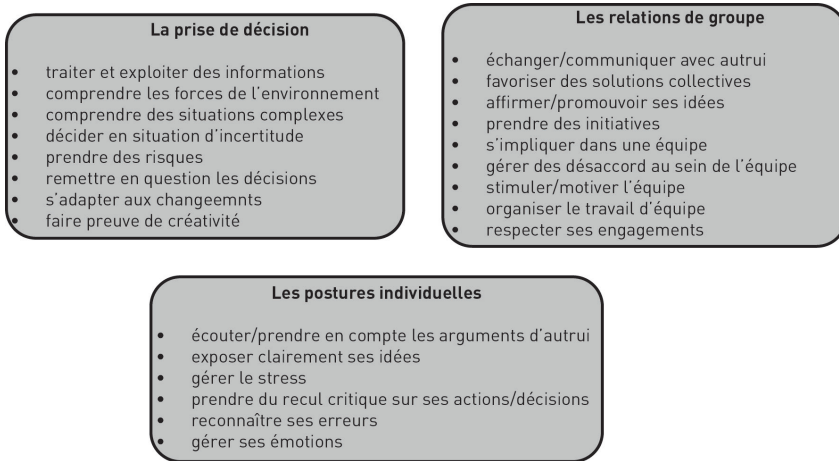 La prise de décision
• traiter et exploiter des informations
• comprendre les forces de l'environnement
• comprendre des situations complexes
• décider en situation d'incertitude
• prendre des risques
• remettre en question les décisions
• s'adapter aux changeemnts
• faire preuve de créativité
Les relations de groupe
• échanger/communiquer avec autrui
• favoriser des solutions collectives
• affirmer/promouvoir ses idées
• prendre des initiatives
• s'impliquer dans une équipe
• gérer des désaccord au sein de l'équipe
• stimuler/motiver l'équipe
• organiser le travail d'équipe
• respecter ses engagements
Les postures individuelles
• écouter/prendre en compte les arguments d'autrui
• exposer clairement ses idées
• gérer le stress
• prendre du recul critique sur ses actions/décisions
• reconnaître ses erreurs
• gérer ses émotions